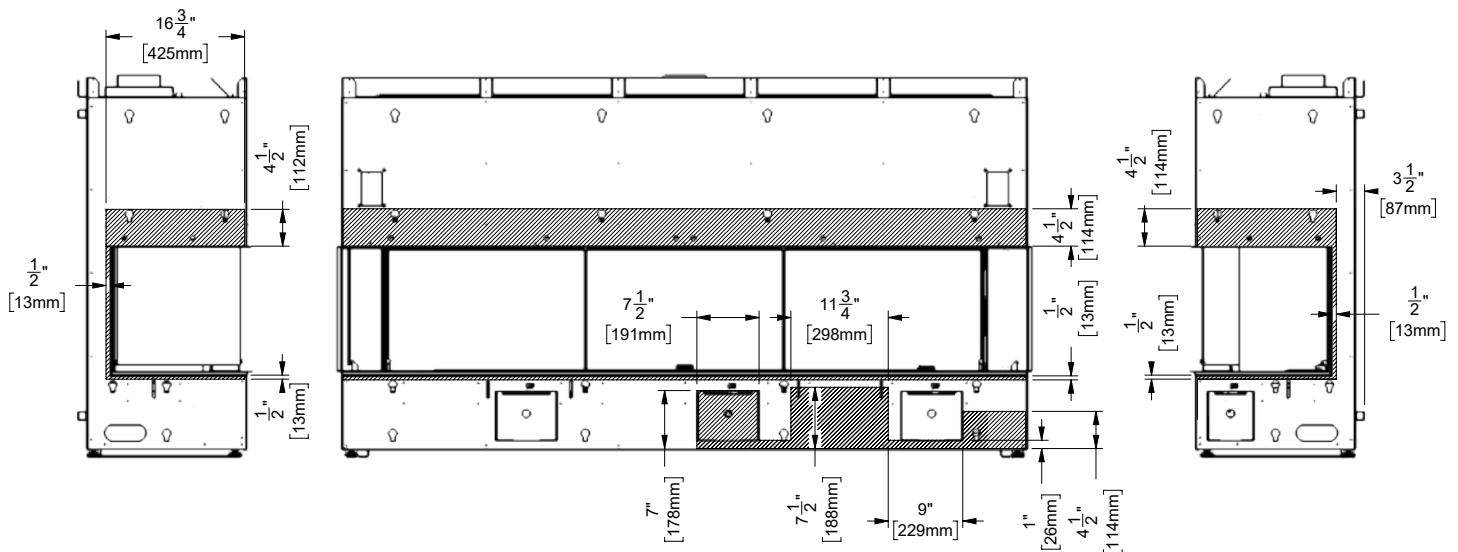 16 3/4"
[425mm]
4 1/2"
[112mm]
1/2"
[13mm]
1/2"
[13mm]
7 1/2"
[191mm]
11 3/4"
[298mm]
4 1/2"
[114mm]
1/2"
[13mm]
7"
[178mm]
7 1/2"
[188mm]
9"
[229mm]
1"
[26mm]
4 1/2"
[114mm]
4 1/2"
[114mm]
3 1/2"
[87mm]
1/2"
[13mm]
1/2"
[13mm]